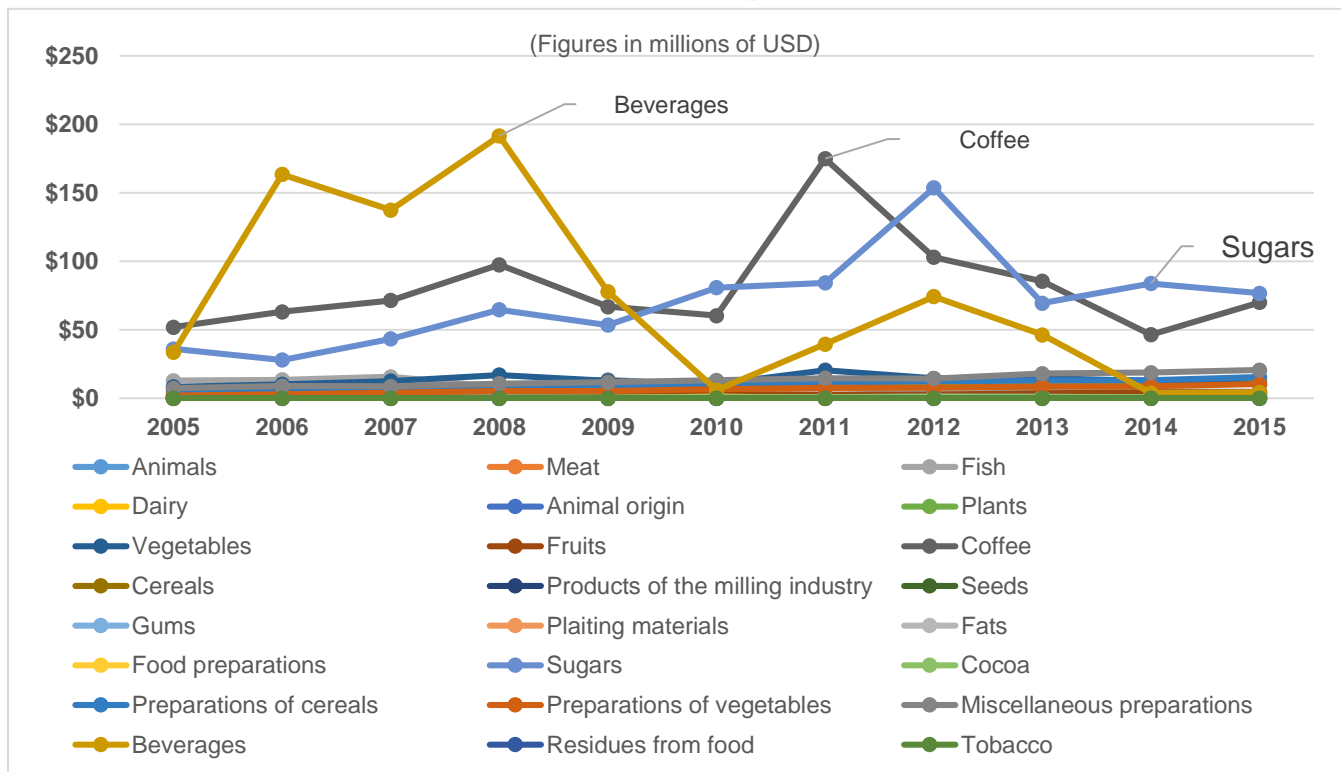 (Figures in millions of USD)
$250
$200
$150
$100
$50
$0
Beverages
Coffee
Sugars
2005 2006 2007 2008 2009 2010 2011 2012 2013 2014 2015
Animals Meat Fish
Dairy Animal origin Plants
Vegetables Fruits Coffee
Cereals Products of the milling industry Seeds
Gums Plaiting materials Fats
Food preparations Sugars Cocoa
Preparations of cereals Preparations of vegetables Miscellaneous preparations
Beverages Residues from food Tobacco